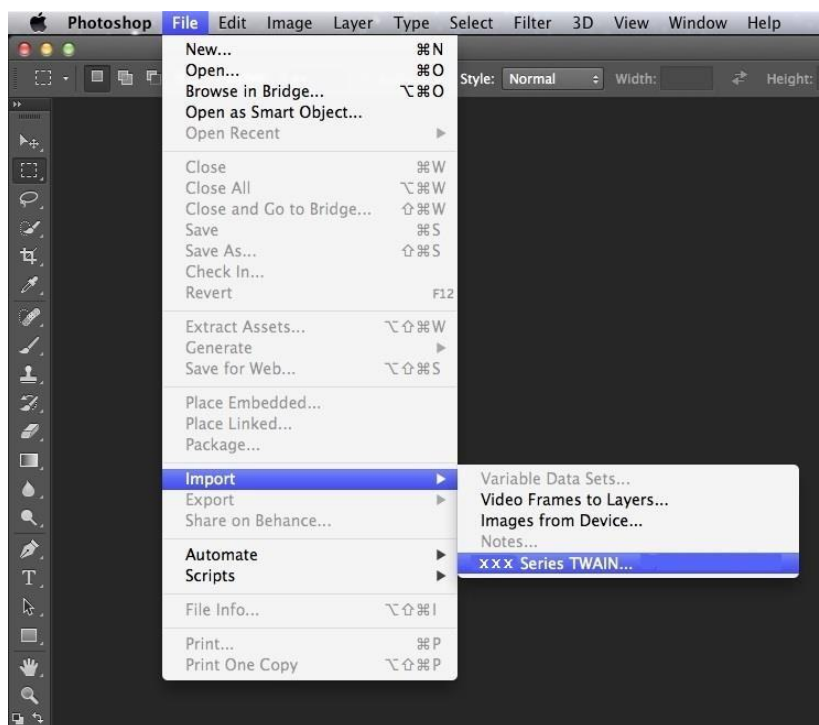 Photoshop File Edit Image Layer Type Select Filter 3D View Window Help
Style: Normal Width: Height:
New... ⌘N
Open... ⌘O
Browse in Bridge... ⌥⌘O
Open as Smart Object...
Open Recent
Close ⌘W
Close All ⌥⌘W
Close and Go to Bridge... ⇧⌘W
Save ⌘S
Save As... ⇧⌘S
Check In...
Revert F12
Extract Assets... ⌥⇧⌘W
Generate
Save for Web... ⌥⇧⌘S
Place Embedded...
Place Linked...
Package...
Import
Export
Share on Behance...
Automate
Scripts
File Info... ⌥⇧⌘I
Print... ⌘P
Print One Copy ⌥⇧⌘P
Variable Data Sets...
Video Frames to Layers...
Images from Device...
Notes...
xxx Series TWAIN...